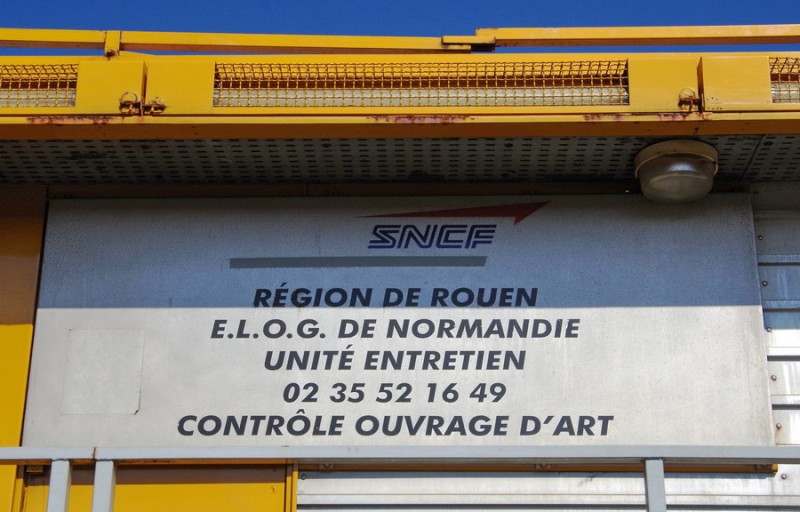 SNCF
RÉGION DE ROUEN
E.L.O.G. DE NORMANDIE
UNITÉ ENTRETIEN
02 35 52 16 49
CONTRÔLE OUVRAGE D'ART